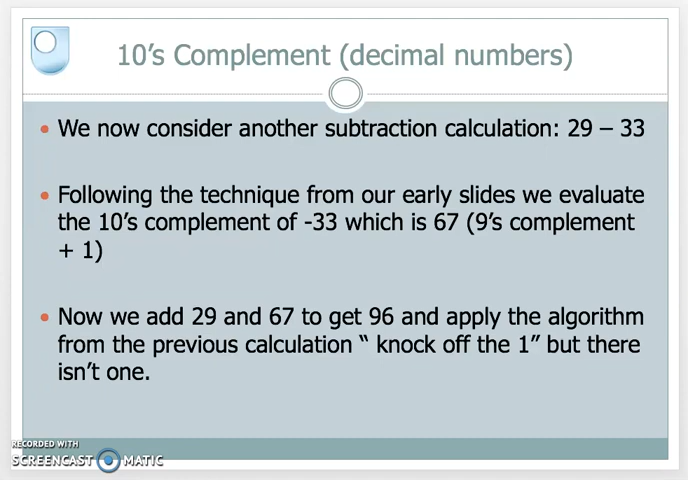 10's Complement (decimal numbers)
• We now consider another subtraction calculation: 29 – 33
• Following the technique from our early slides we evaluate
the 10's complement of -33 which is 67 (9's complement
+ 1)
• Now we add 29 and 67 to get 96 and apply the algorithm
from the previous calculation “ knock off the 1” but there
isn't one.
RECORDED WITH
SCREENCAST MATIC